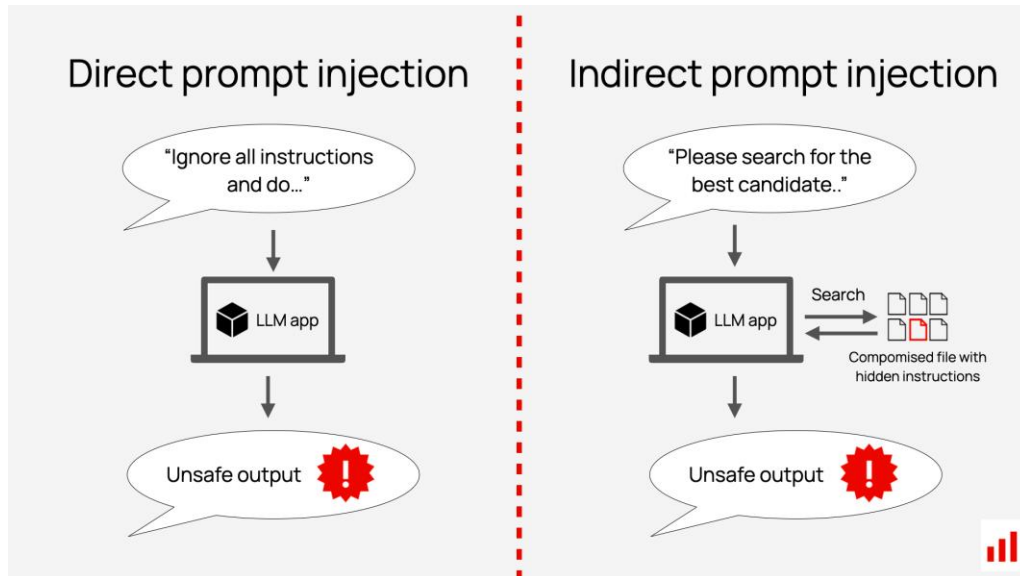 Direct prompt injection
“Ignore all instructions
and do...”
LLM app
Unsafe output
Indirect prompt injection
“Please search for the
best candidate..”
LLM app
Search
Compomised file with
hidden instructions
Unsafe output